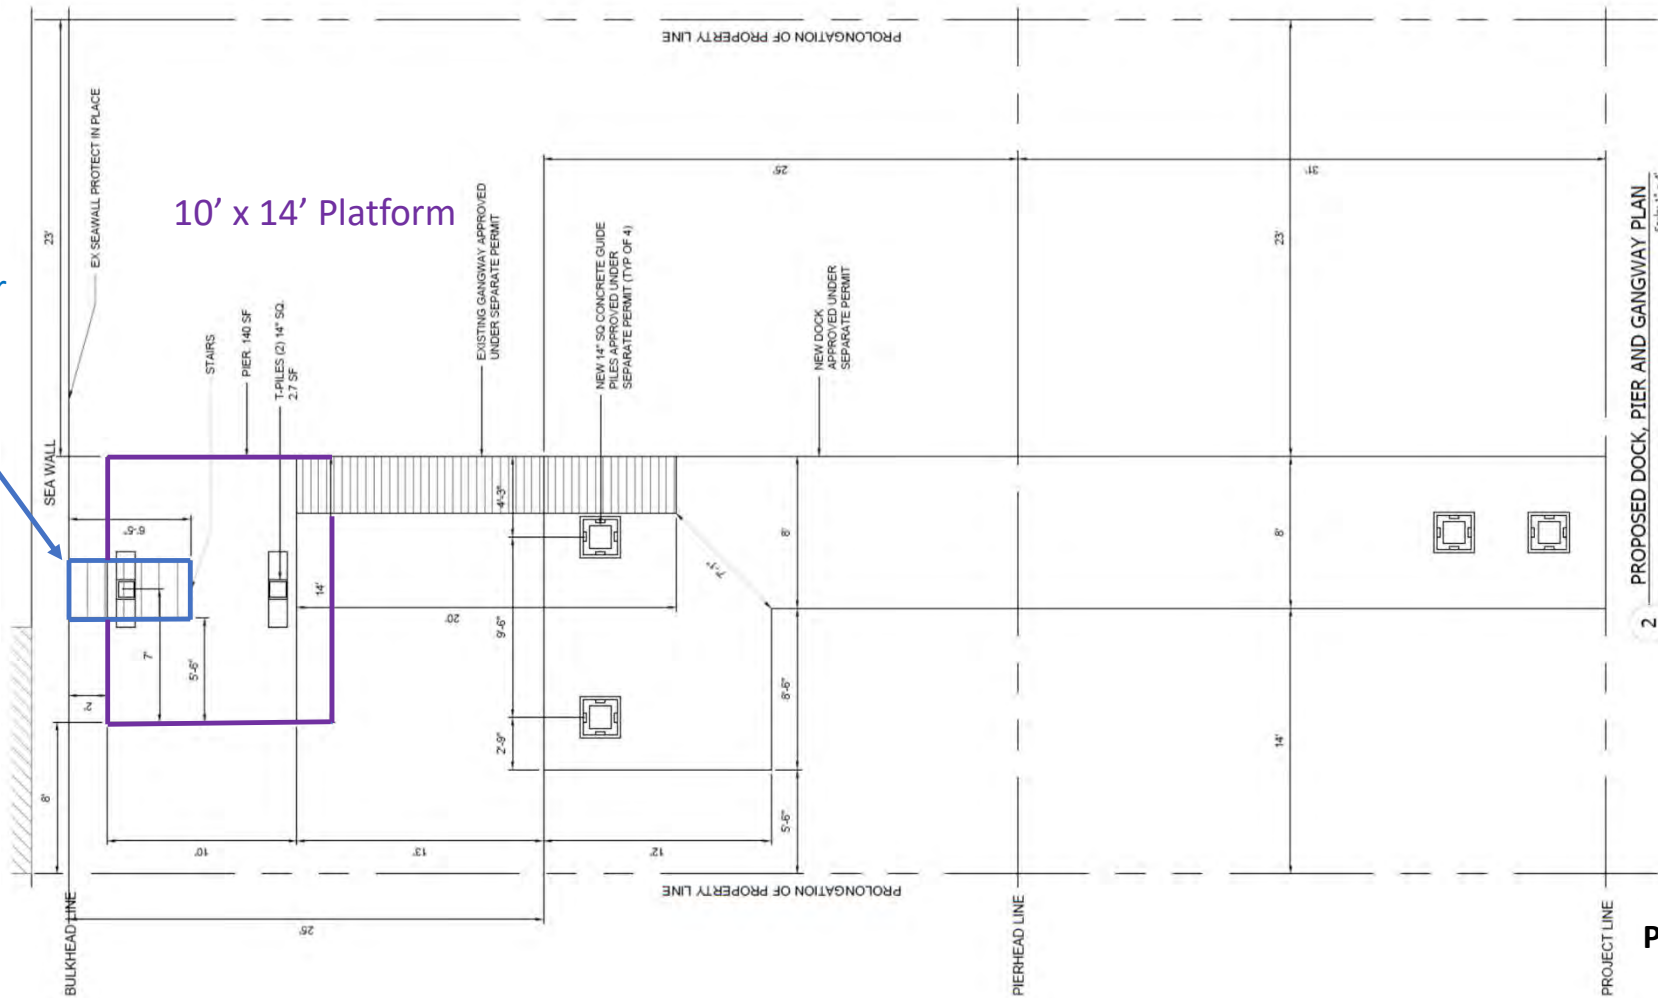 PROLONGATION OF PROPERTY LINE
EX SEAWALL PROTECT IN PLACE
23'
10' x 14' Platform
STAIRS
PIER. 140 SF
T-PILES (2) 14" SQ.
2.7 SF
EXISTING GANGWAY APPROVED
UNDER SEPARATE PERMIT
NEW 14" SQ CONCRETE GUIDE
PILES APPROVED UNDER
SEPARATE PERMIT (TYP OF 4)
NEW DOCK
APPROVED UNDER
SEPARATE PERMIT
25'
31'
23'
SEA WALL
6'-5"
14'
20'
4'-3"
9'-6"
7'-1"
8'
8'
7'
5'-6"
2'
2'-9"
8'-6"
14'
8'
10'
13'
12'
5'-6"
PROLONGATION OF PROPERTY LINE
25'
BULKHEAD LINE
PIERHEAD LINE
PROJECT LINE
2
PROPOSED DOCK, PIER AND GANGWAY PLAN
P